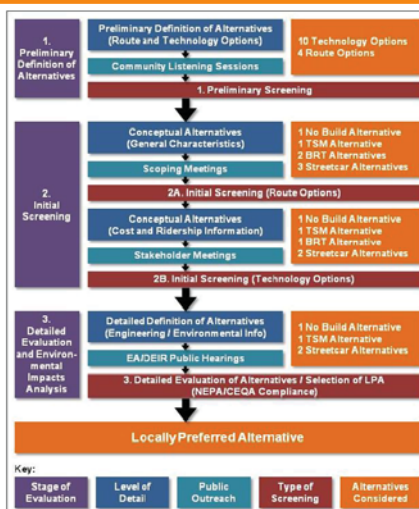 1.
Preliminary
Definition of
Alternatives
Preliminary Definition of Alternatives
(Route and Technology Options)
Community Listening Sessions
1. Preliminary Screening
10 Technology Options
4 Route Options
2.
Initial
Screening
Conceptual Alternatives
(General Characteristics)
Scoping Meetings
2A. Initial Screening (Route Options)
1 No Build Alternative
1 TSM Alternative
2 BRT Alternatives
3 Streetcar Alternatives
Conceptual Alternatives
(Cost and Ridership Information)
Stakeholder Meetings
2B. Initial Screening (Technology Options)
1 No Build Alternative
1 TSM Alternative
1 BRT Alternative
2 Streetcar Alternatives
3.
Detailed
Evaluation
and Environ-
mental
Impacts
Analysis
Detailed Definition of Alternatives
(Engineering / Environmental Info)
EA/DEIR Public Hearings
3. Detailed Evaluation of Alternatives / Selection of LPA
(NEPA/CEQA Compliance)
1 No Build Alternative
1 TSM Alternative
2 Streetcar Alternatives
Locally Preferred Alternative
Key:
Stage of
Evaluation
Level of
Detail
Public
Outreach
Type of
Screening
Alternatives
Considered